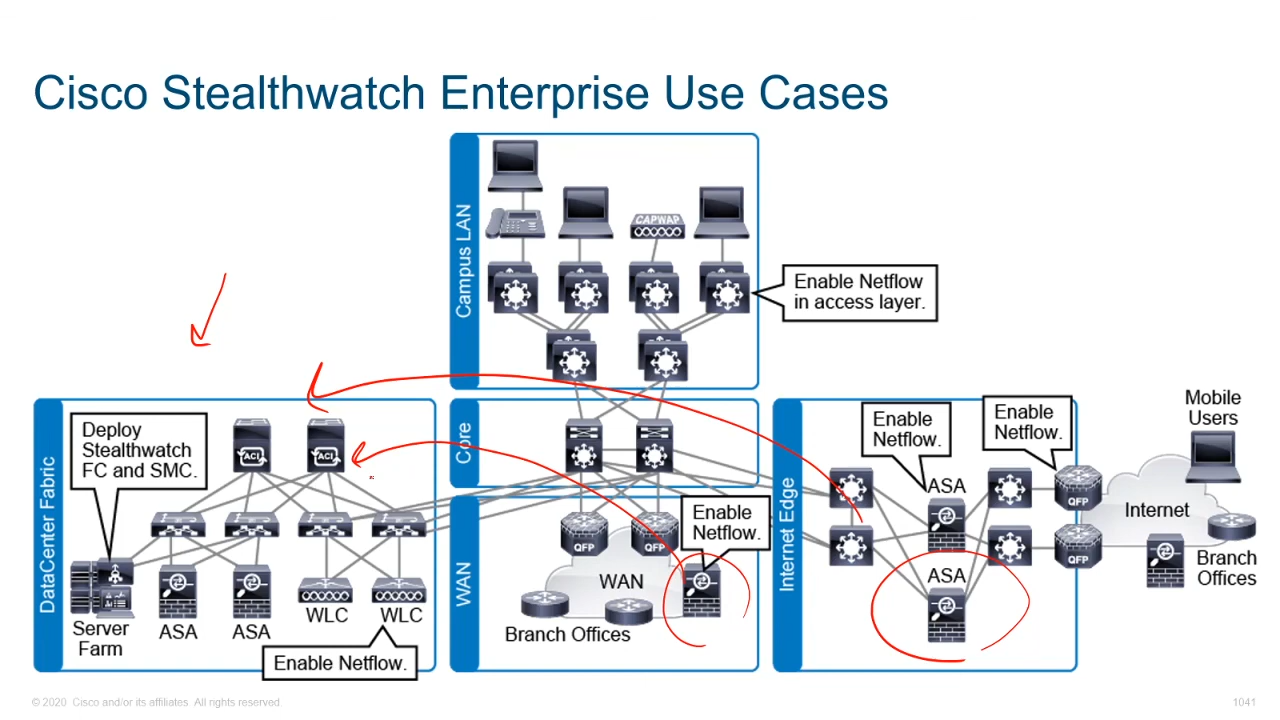 Cisco Stealthwatch Enterprise Use Cases
Campus LAN
CAPWAP
Enable Netflow
in access layer.
DataCenter Fabric
Deploy
Stealthwatch
FC and SMC.
ACI
ACI
Server
Farm
ASA
ASA
WLC
WLC
Enable Netflow.
Core
WAN
QFP
QFP
WAN
Branch Offices
Enable
Netflow.
Internet Edge
Enable
Netflow.
ASA
ASA
Enable
Netflow.
QFP
QFP
Internet
Mobile
Users
Branch
Offices
© 2020 Cisco and/or its affiliates. All rights reserved.
1041